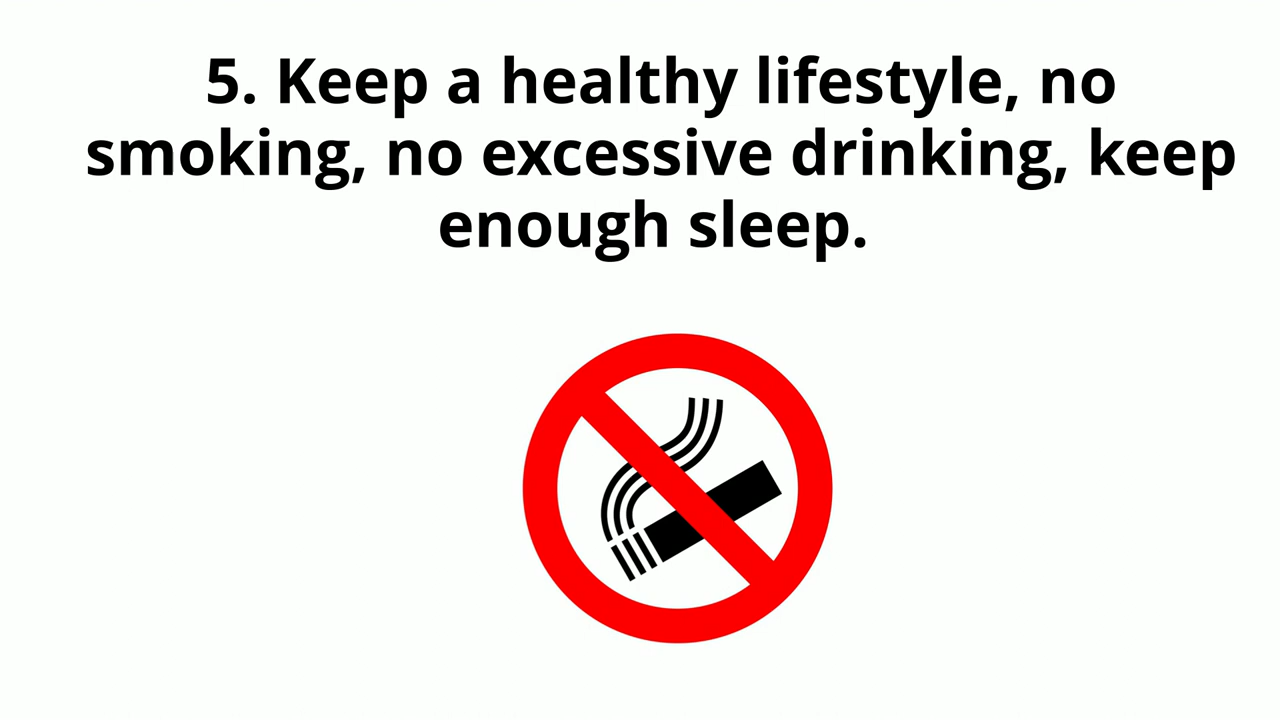 5. Keep a healthy lifestyle, no
smoking, no excessive drinking, keep
enough sleep.